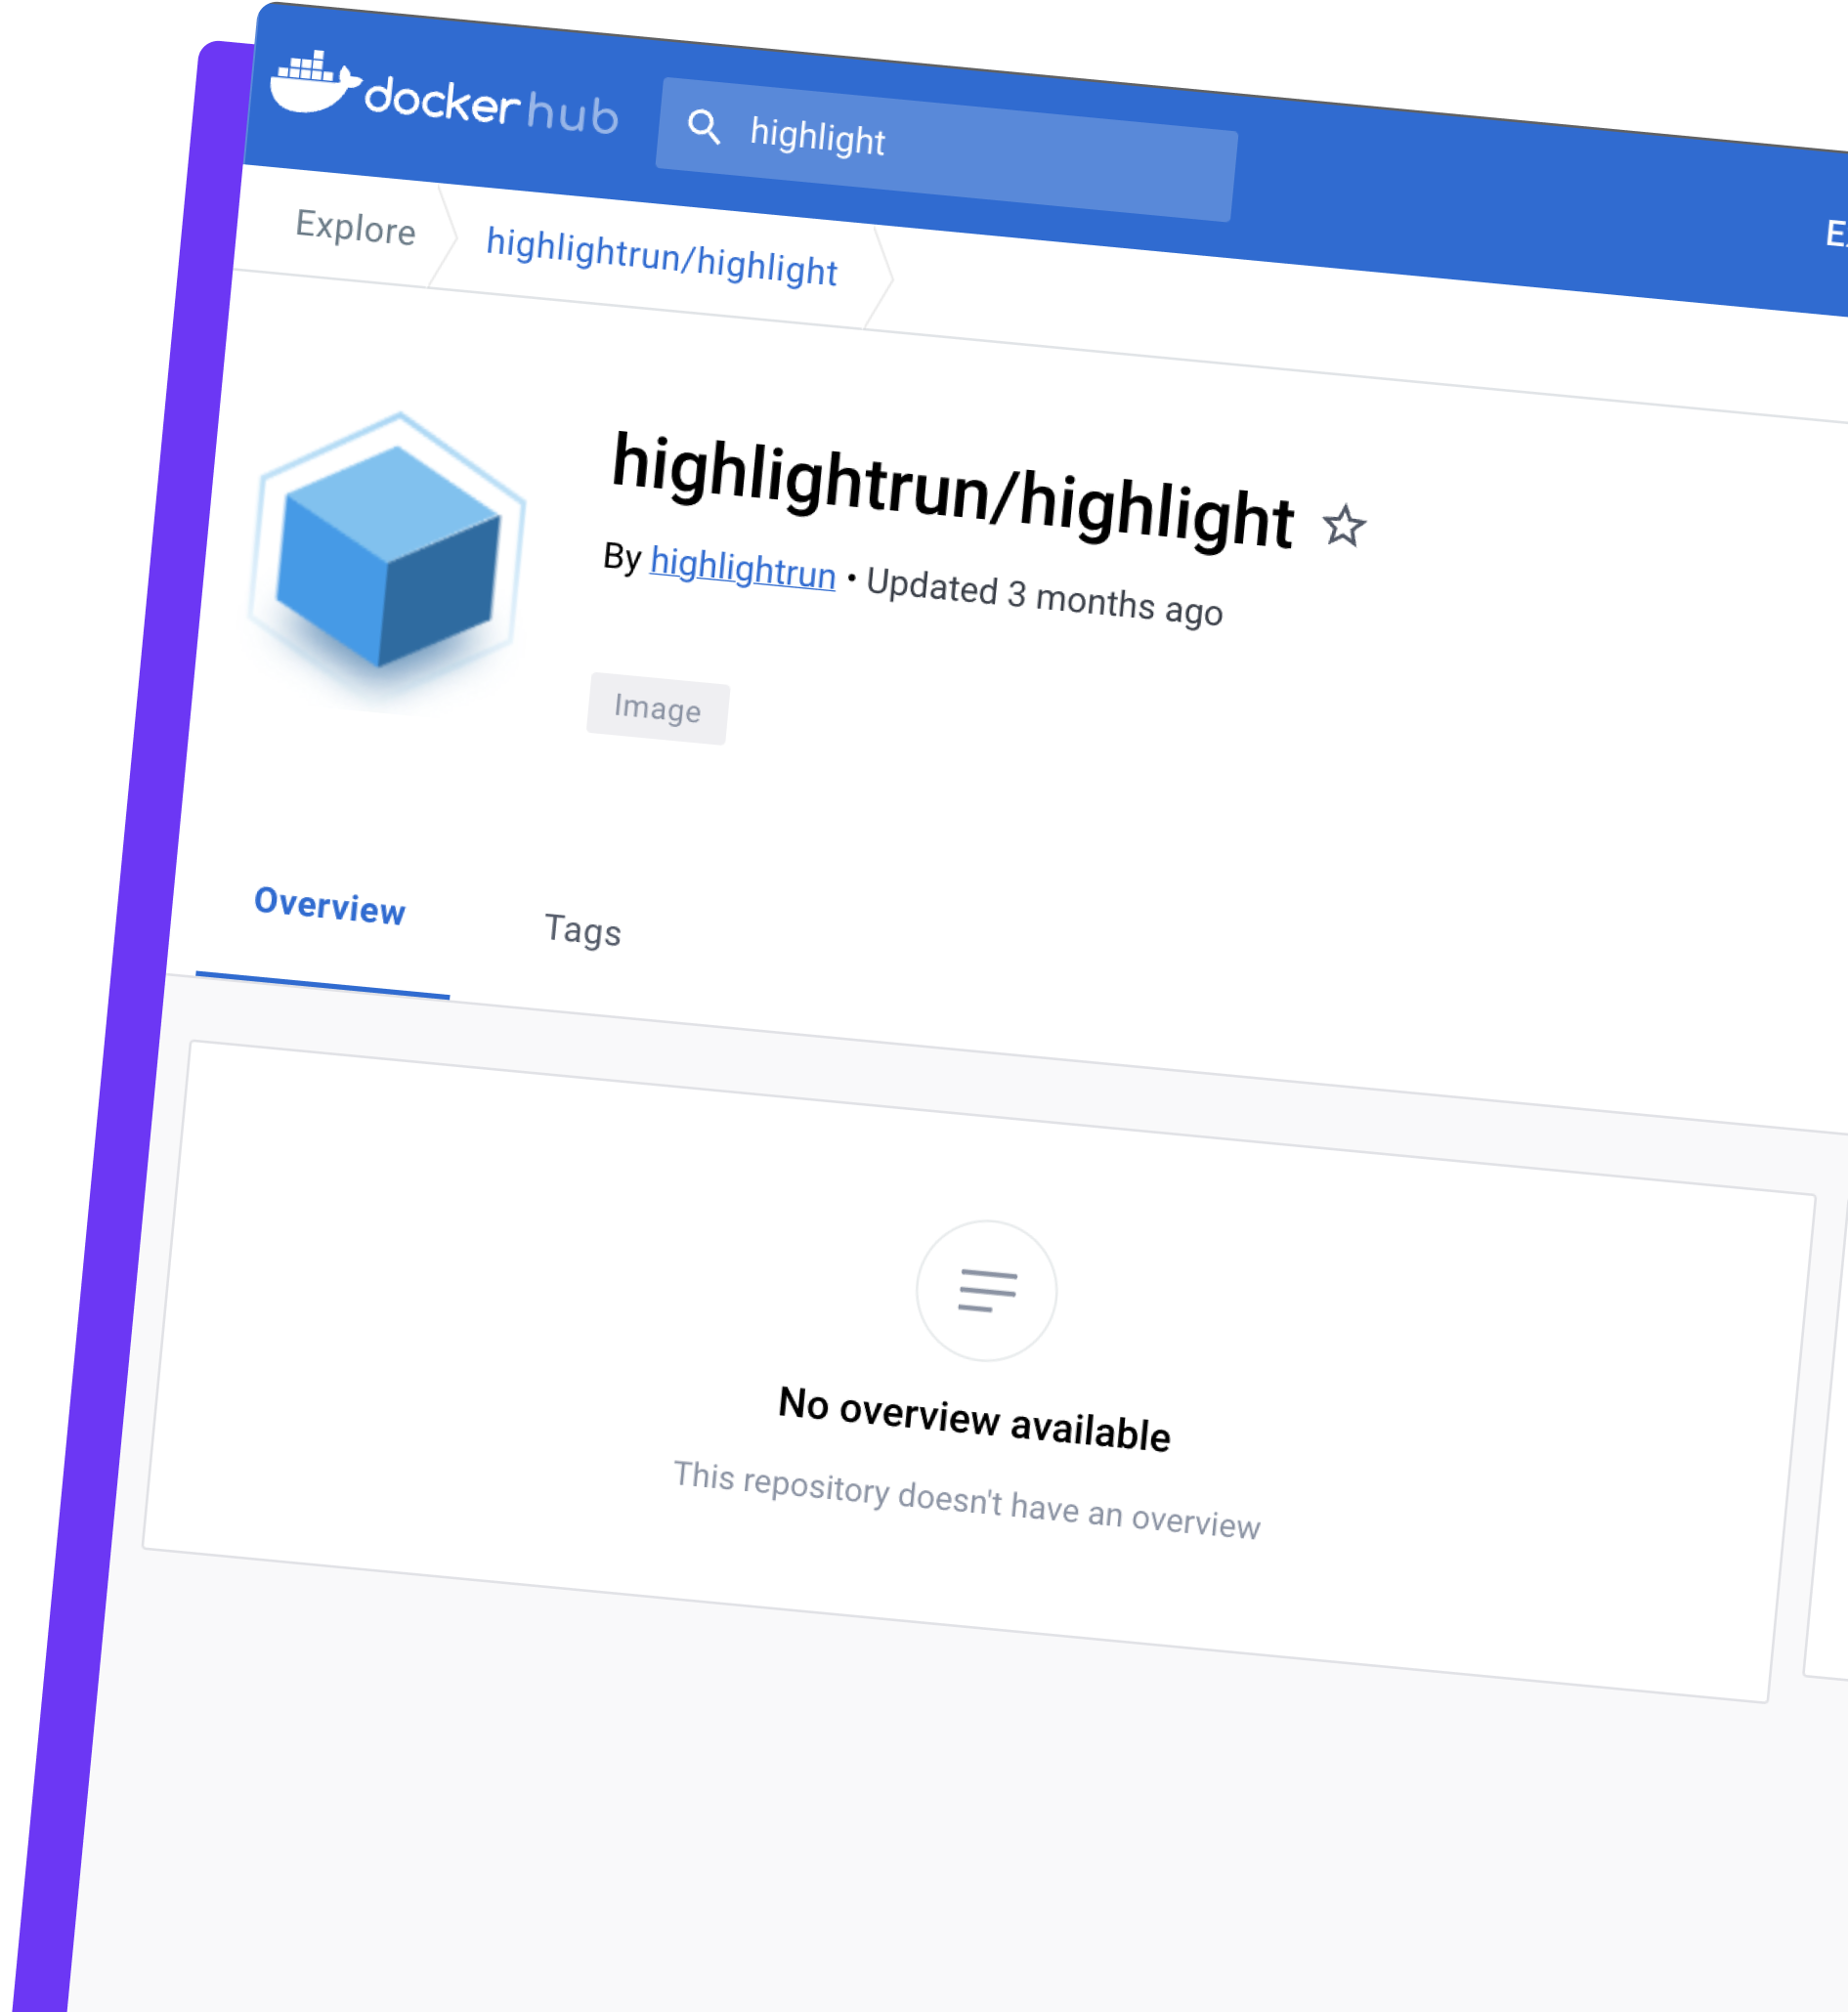 docker hub
highlight
Explore
highlightrun/highlight
highlightrun/highlight
By highlightrun • Updated 3 months ago
Image
Overview
Tags
No overview available
This repository doesn't have an overview